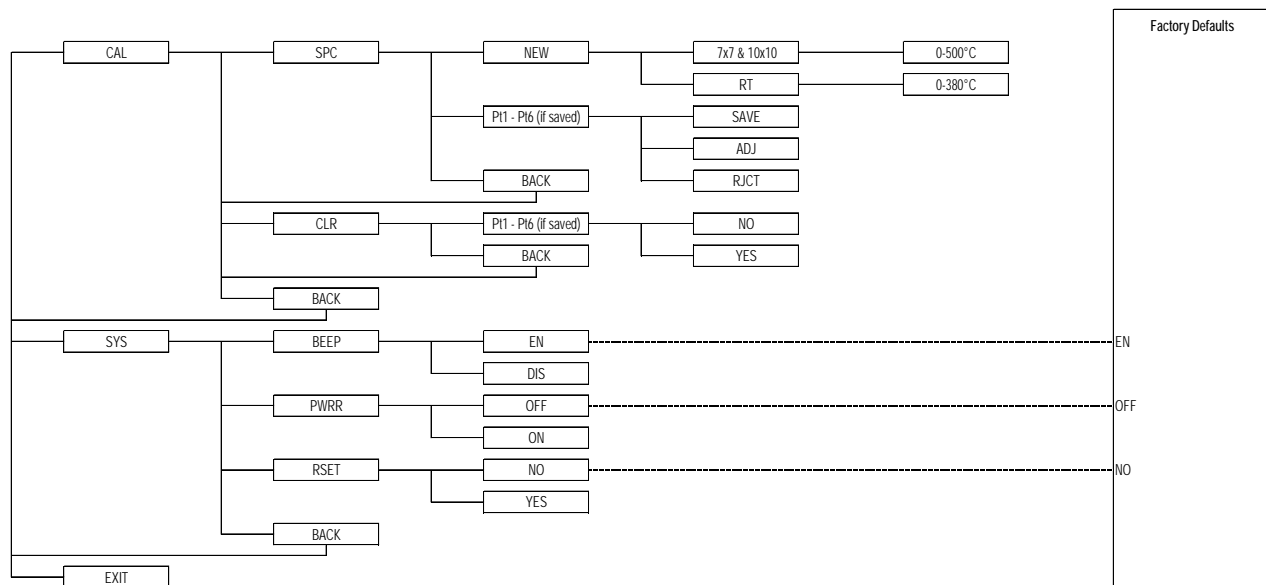 Factory Defaults
CAL
SPC
NEW
7x7 & 10x10
0-500°C
RT
0-380°C
Pt1 - Pt6 (if saved)
SAVE
ADJ
BACK
RJCT
CLR
Pt1 - Pt6 (if saved)
NO
BACK
YES
BACK
SYS
BEEP
EN
EN
DIS
PWRR
OFF
OFF
ON
RSET
NO
NO
YES
BACK
EXIT